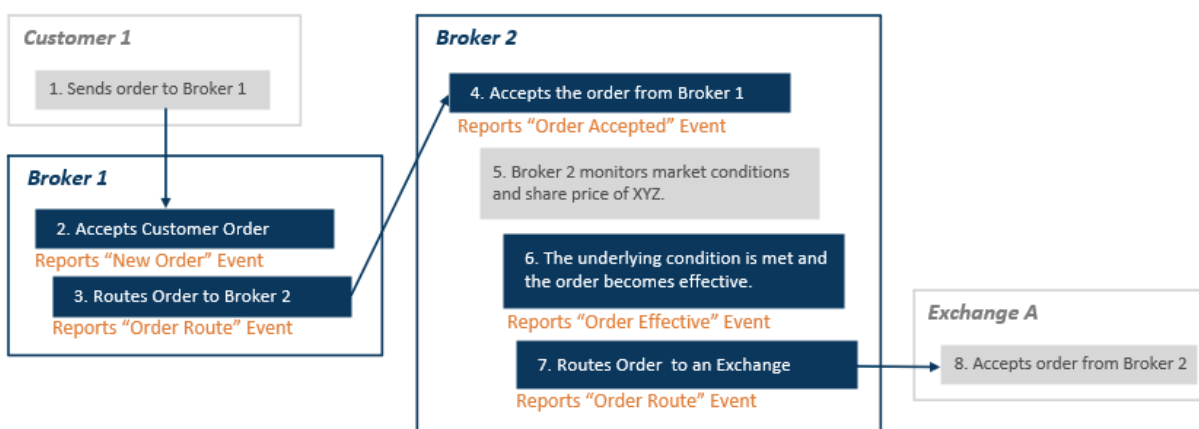 Customer 1
1. Sends order to Broker 1
Broker 1
2. Accepts Customer Order
Reports “New Order” Event
3. Routes Order to Broker 2
Reports “Order Route” Event
Broker 2
4. Accepts the order from Broker 1
Reports “Order Accepted” Event
5. Broker 2 monitors market conditions
and share price of XYZ.
6. The underlying condition is met and
the order becomes effective.
Reports “Order Effective” Event
7. Routes Order to an Exchange
Reports “Order Route” Event
Exchange A
8. Accepts order from Broker 2